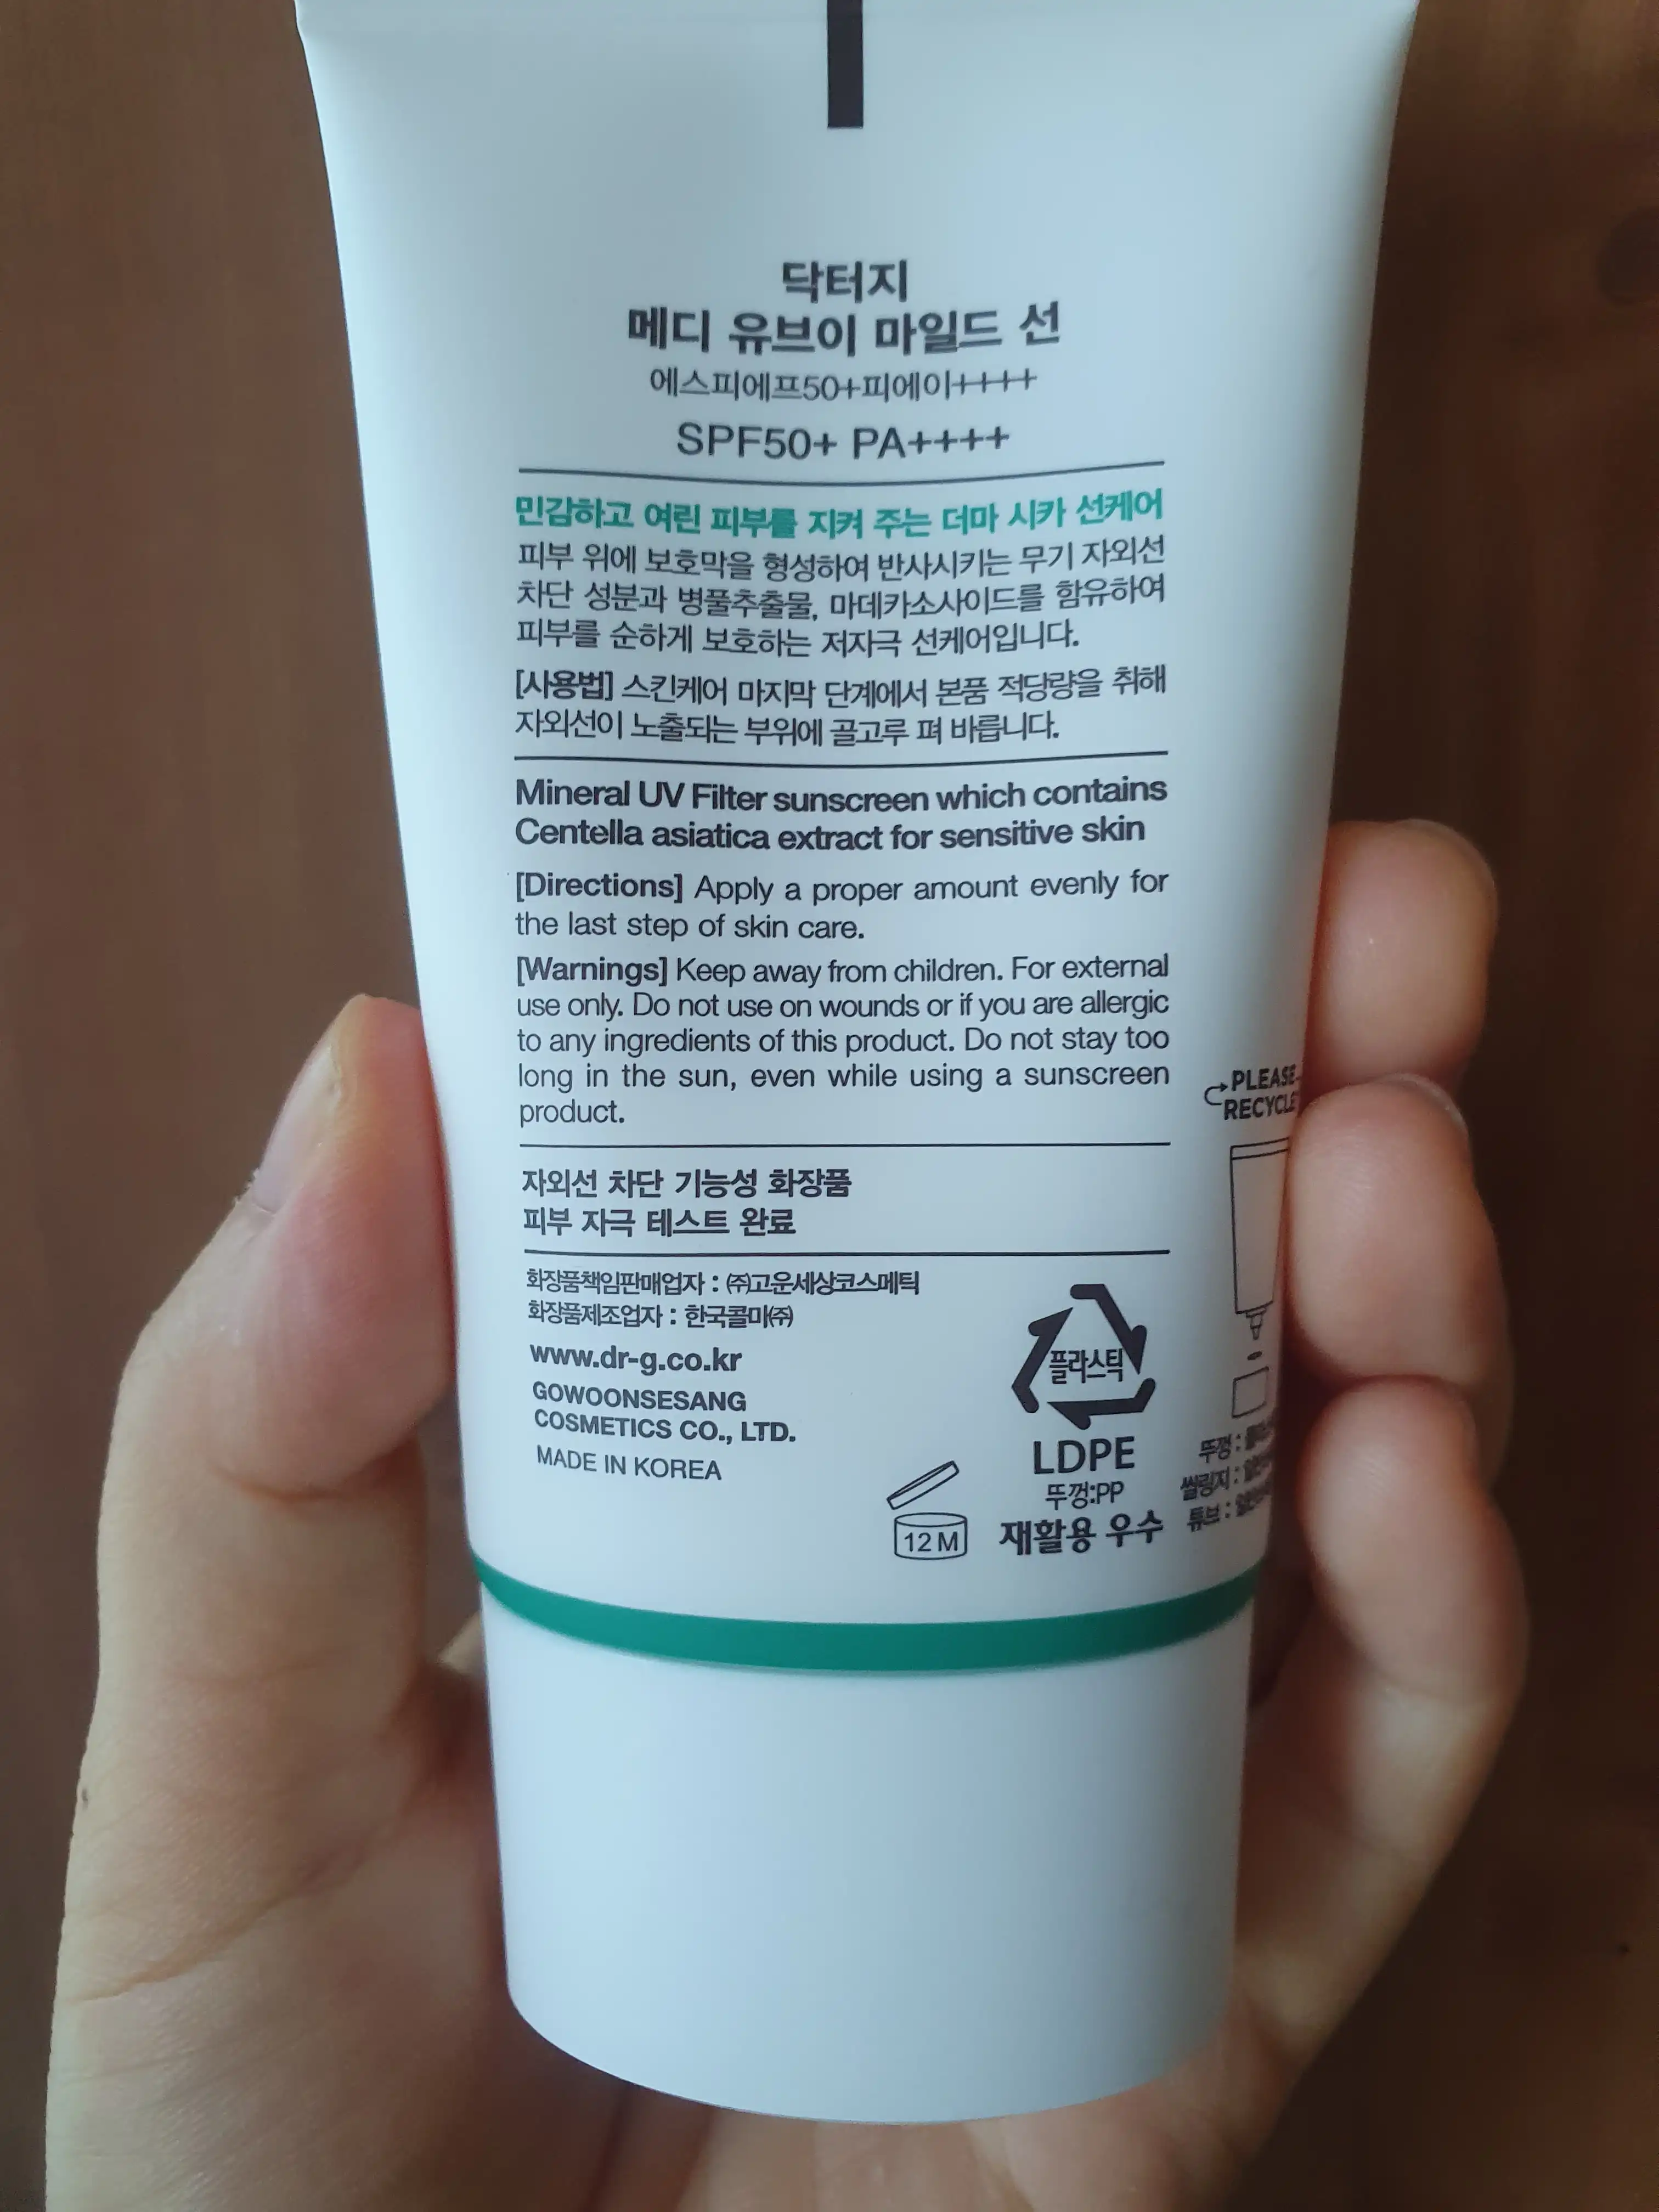 닥터지
메디 유브이 마일드 선
에스피에프50+피에이++++
SPF50+ PA++++
민감하고 여린 피부를 지켜 주는 더마 시카 선케어
피부 위에 보호막을 형성하여 반사시키는 무기 자외선
차단 성분과 병풀추출물, 마데카소사이드를 함유하여
피부를 순하게 보호하는 저자극 선케어입니다.
[사용법] 스킨케어 마지막 단계에서 본품 적당량을 취해
자외선이 노출되는 부위에 골고루 펴 바릅니다.
Mineral UV Filter sunscreen which contains
Centella asiatica extract for sensitive skin
[Directions] Apply a proper amount evenly for
the last step of skin care.
[Warnings] Keep away from children. For external
use only. Do not use on wounds or if you are allergic
to any ingredients of this product. Do not stay too
long in the sun, even while using a sunscreen
product.
자외선 차단 기능성 화장품
피부 자극 테스트 완료
화장품책임판매업자 : ㈜고운세상코스메틱
화장품제조업자 : 한국콜마㈜
www.dr-g.co.kr
GOWOONSESANG
COSMETICS CO., LTD.
MADE IN KOREA
12 M
플라스틱
LDPE
뚜껑:PP
재활용 우수
PLEASE
RECYCLE
뚜껑 :
씰링지 :
튜브 :